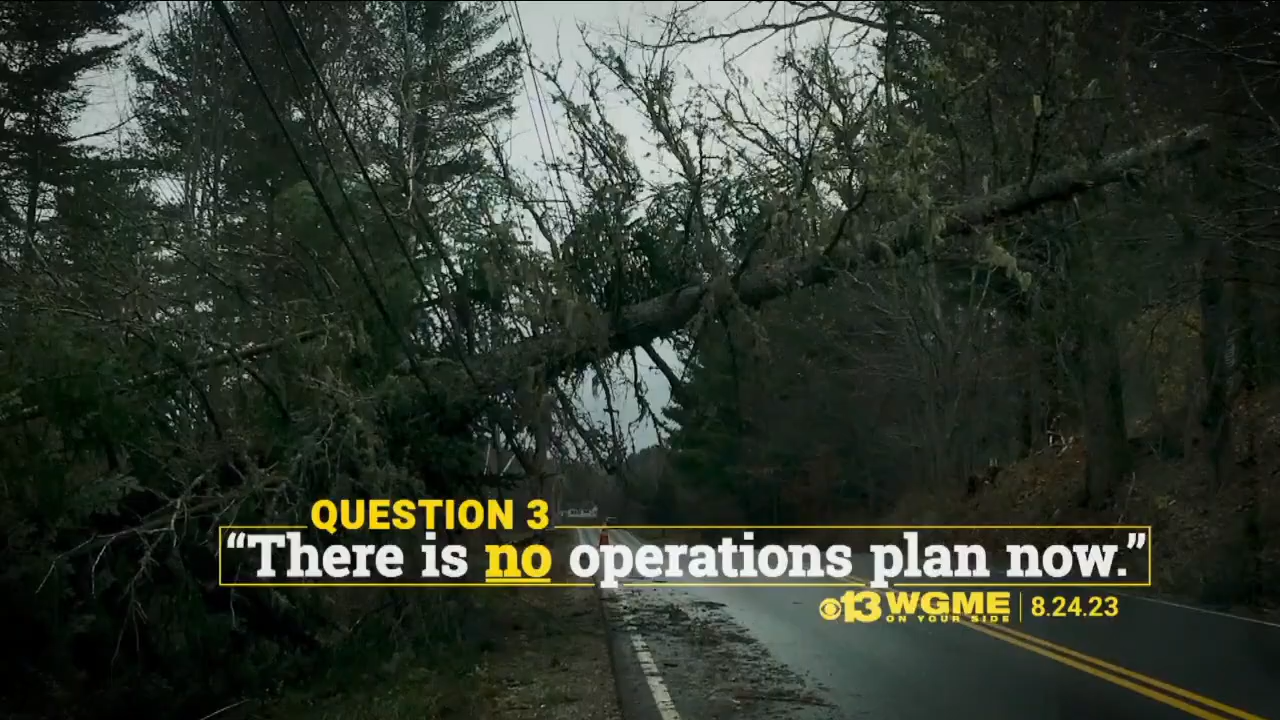 QUESTION 3
“There is no operations plan now.”
13 WGME | 8.24.23
ON YOUR SIDE